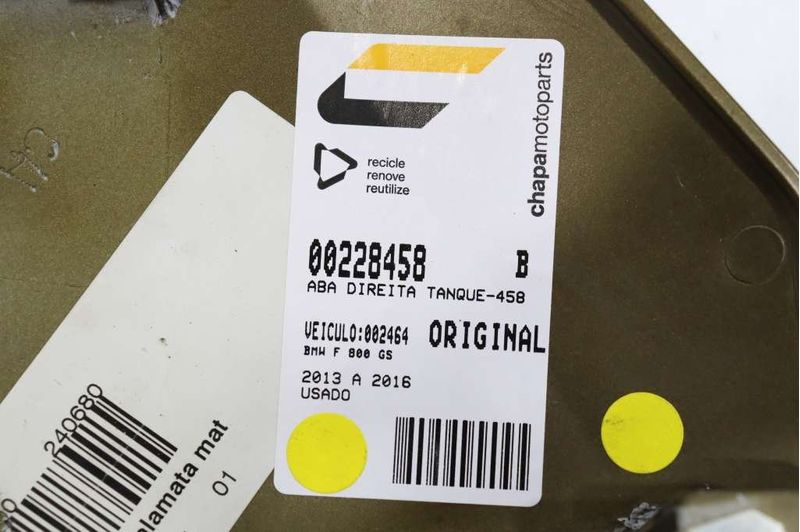 chapamotoparts
recicle
renove
reutilize
00228458 B
ABA DIREITA TANQUE-458
VEICULO:002464 ORIGINAL
BMW F 800 GS
2013 A 2016
USADO
240680
mat
01